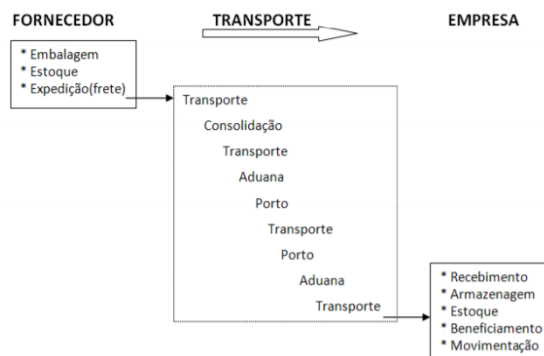 FORNECEDOR TRANSPORTE EMPRESA
* Embalagem
* Estoque
* Expedição(frete)
Transporte
Consolidação
Transporte
Aduana
Porto
Transporte
Porto
Aduana
Transporte
* Recebimento
* Armazenagem
* Estoque
* Beneficiamento
* Movimentação